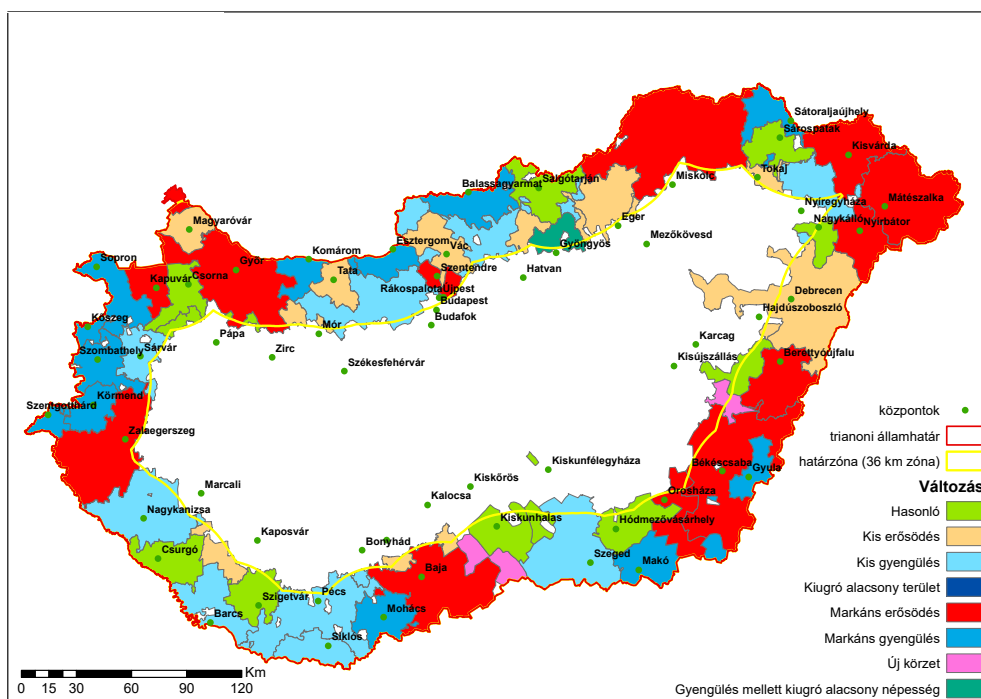 Sátoraljaújhely
Sárospatak
Kisvárda
Balassagyarmat
Salgótarján
Miskolc
Tokaj
Mátészalka
Nyíregyháza
Nagykálló
Nyírbátor
Magyaróvár
Eger
Mezőkövesd
Gyöngyös
Esztergom
Vác
Komárom
Sopron
Győr
Tata
Szentendre
Hatvan
Kapuvár
Csorna
Rákospalota
Újpest
Budapest
Budafok
Debrecen
Hajdúszoboszló
Kőszeg
Mór
Pápa
Zirc
Karcag
Szombathely
Sárvár
Székesfehérvár
Kisújszállás
Berettyóújfalu
Körmend
Szentgotthárd
Zalaegerszeg
Békéscsaba
Gyula
Kiskunfélegyháza
Marcali
Kiskőrös
Kalocsa
Orosháza
Nagykanizsa
Kiskunhalas
Hódmezővásárhely
Kaposvár
Bonyhád
Csurgó
Baja
Szeged
Makó
Szigetvár
Pécs
Barcs
Mohács
Siklós
központok
trianoni államhatár
határzóna (36 km zóna)
Változás
Hasonló
Kis erősödés
Kis gyengülés
Kiugró alacsony terület
Markáns erősödés
Markáns gyengülés
Új körzet
Gyengülés mellett kiugró alacsony népesség
Km
0 15 30 60 90 120